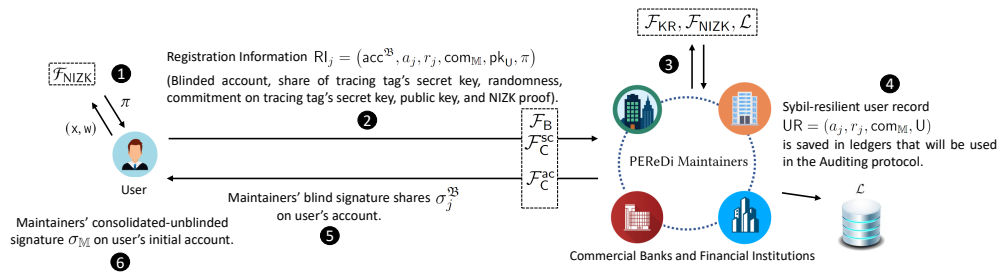 1
F_NIZK
π
(x, w)
User
Registration Information RI_j = (acc^𝔅, a_j, r_j, com_𝕄, pk_U, π)
(Blinded account, share of tracing tag's secret key, randomness,
commitment on tracing tag's secret key, public key, and NIZK proof).
2
F_B
F_C^sc
F_C^ac
Maintainers' blind signature shares σ_j^𝔅
on user's account.
5
Maintainers' consolidated-unblinded
signature σ_𝕄 on user's initial account.
6
F_KR, F_NIZK, L
3
PEReDi Maintainers
Commercial Banks and Financial Institutions
4
Sybil-resilient user record
UR = (a_j, r_j, com_𝕄, U)
is saved in ledgers that will be used
in the Auditing protocol.
L